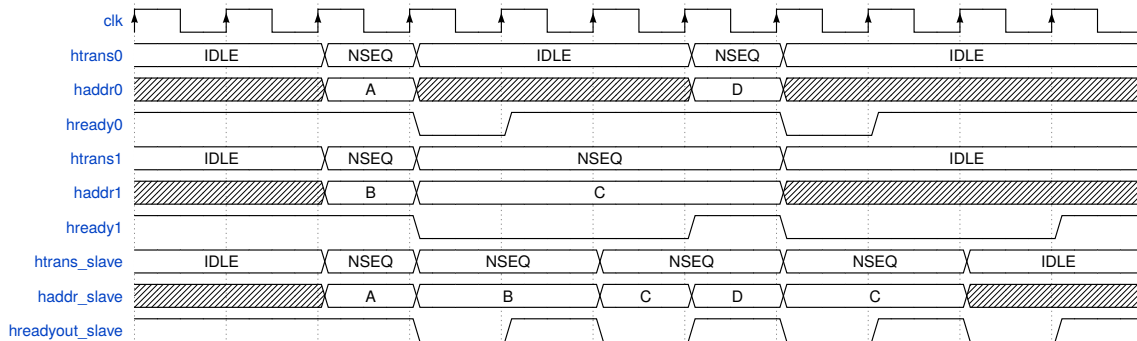 clk
htrans0 IDLE NSEQ IDLE NSEQ IDLE
haddr0 A D
hready0
htrans1 IDLE NSEQ NSEQ IDLE
haddr1 B C
hready1
htrans_slave IDLE NSEQ NSEQ NSEQ NSEQ IDLE
haddr_slave A B C D C
hreadyout_slave